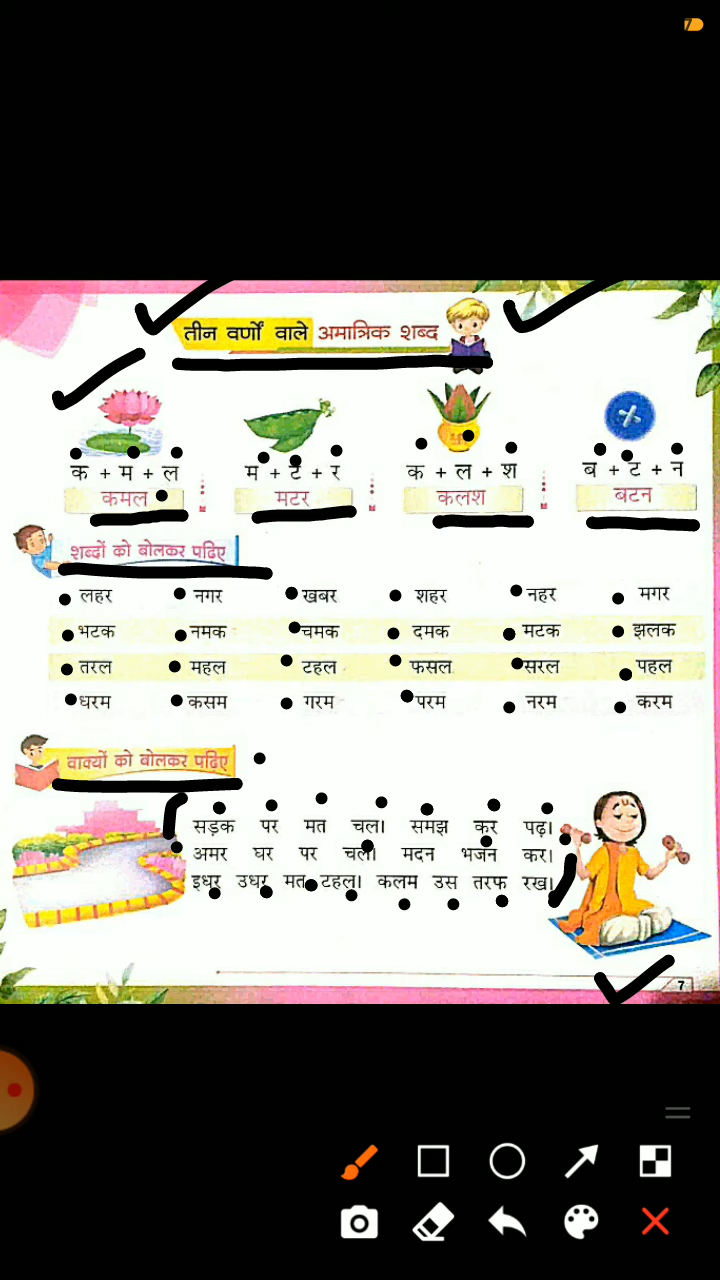 तीन वर्णों वाले अमात्रिक शब्द
क + म + ल म + ट + र क + ल + श ब + ट + न
कमल मटर कलश बटन
शब्दों को बोलकर पढ़िए
लहर नगर खबर शहर नहर मगर
भटक नमक चमक दमक मटक झलक
तरल महल टहल फसल सरल पहल
धरम कसम गरम परम नरम करम
वाक्यों को बोलकर पढ़िए
सड़क पर मत चल। समझ कर पढ़।
अमर घर पर चल। मदन भजन कर।
इधर उधर मत टहल। कलम उस तरफ रख।
7